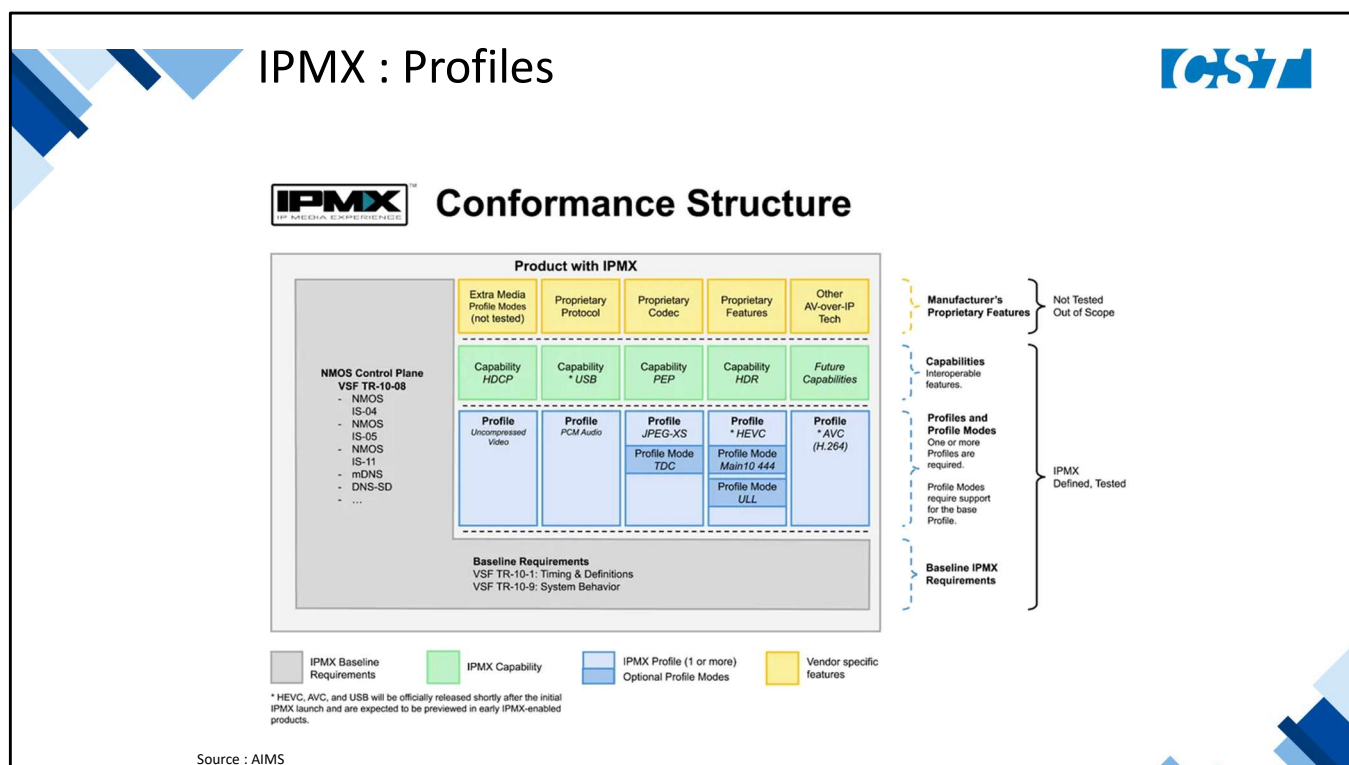 IPMX : Profiles
CST
IPMX™
IP MEDIA EXPERIENCE
Conformance Structure
Product with IPMX
NMOS Control Plane
VSF TR-10-08
- NMOS
IS-04
- NMOS
IS-05
- NMOS
IS-11
- mDNS
- DNS-SD
- ...
Extra Media
Profile Modes
(not tested)
Proprietary
Protocol
Proprietary
Codec
Proprietary
Features
Other
AV-over-IP
Tech
Capability
HDCP
Capability
* USB
Capability
PEP
Capability
HDR
Future
Capabilities
Profile
Uncompressed
Video
Profile
PCM Audio
Profile
JPEG-XS
Profile Mode
TDC
Profile
* HEVC
Profile Mode
Main10 444
Profile Mode
ULL
Profile
* AVC
(H.264)
Baseline Requirements
VSF TR-10-1: Timing & Definitions
VSF TR-10-9: System Behavior
Manufacturer's
Proprietary Features
Not Tested
Out of Scope
Capabilities
Interoperable
features.
Profiles and
Profile Modes
One or more
Profiles are
required.
Profile Modes
require support
for the base
Profile.
IPMX
Defined, Tested
Baseline IPMX
Requirements
IPMX Baseline
Requirements
IPMX Capability
IPMX Profile (1 or more)
Optional Profile Modes
Vendor specific
features
* HEVC, AVC, and USB will be officially released shortly after the initial
IPMX launch and are expected to be previewed in early IPMX-enabled
products.
Source : AIMS